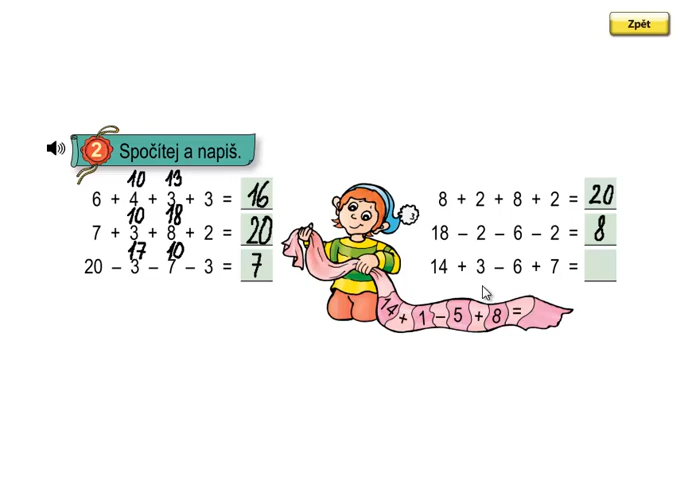 Zpět
2 Spočítej a napiš.
10 13
6 + 4 + 3 + 3 = 16
10 18
7 + 3 + 8 + 2 = 20
17 10
20 – 3 – 7 – 3 = 7
8 + 2 + 8 + 2 = 20
18 – 2 – 6 – 2 = 8
14 + 3 – 6 + 7 =
14 + 1 – 5 + 8 =